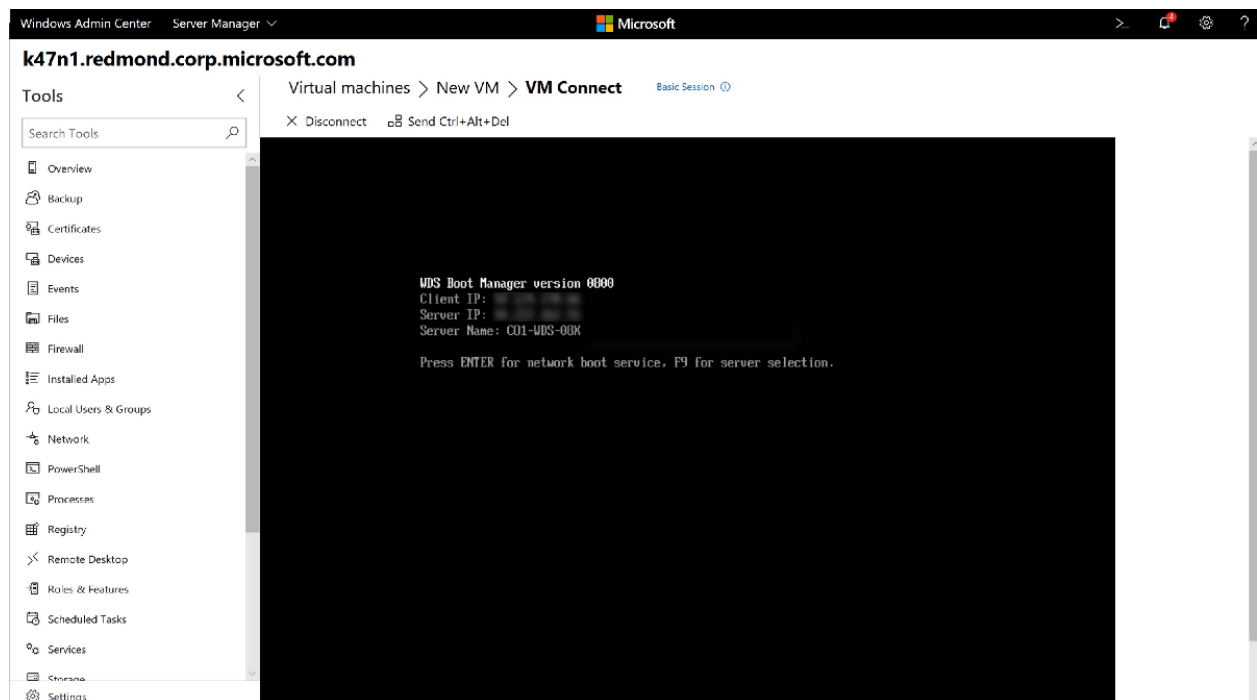 Windows Admin Center Server Manager Microsoft >_ ?
k47n1.redmond.corp.microsoft.com
Tools
Search Tools
Overview
Backup
Certificates
Devices
Events
Files
Firewall
Installed Apps
Local Users & Groups
Network
PowerShell
Processes
Registry
Remote Desktop
Roles & Features
Scheduled Tasks
Services
Storage
Settings
Virtual machines > New VM > VM Connect Basic Session
Disconnect Send Ctrl+Alt+Del
WDS Boot Manager version 0800
Client IP:
Server IP:
Server Name: CO1-WDS-08X
Press ENTER for network boot service, F9 for server selection.